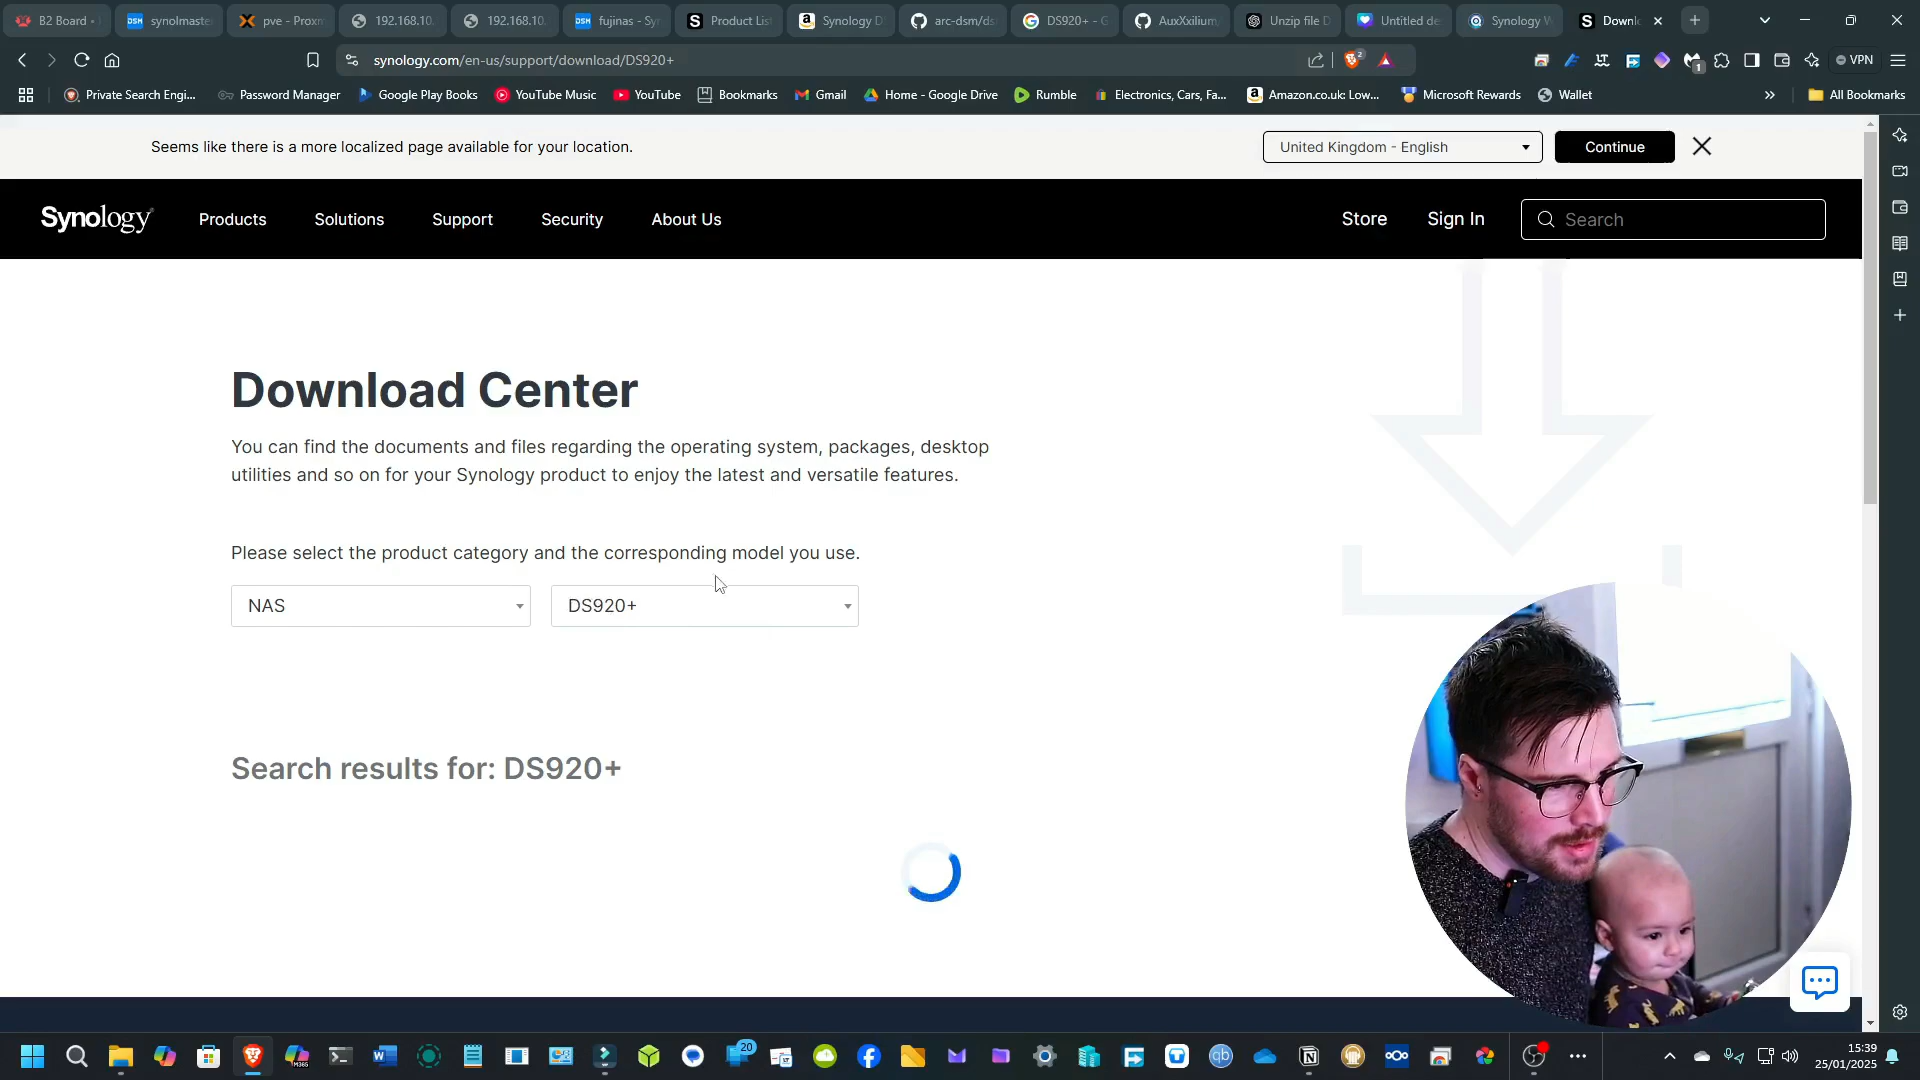 B2 Board •
synolmaste
pve - Proxm
192.168.10.
192.168.10.
fujinas - Sy
Product List
Synology D
arc-dsm/ds
DS920+ - G
AuxXxilium
Unzip file D
Untitled de
Synology W
Downlo
synology.com/en-us/support/download/DS920+
VPN
Private Search Engi...
Password Manager
Google Play Books
YouTube Music
YouTube
Bookmarks
Gmail
Home - Google Drive
Rumble
Electronics, Cars, Fa...
Amazon.co.uk: Low...
Microsoft Rewards
Wallet
All Bookmarks
Seems like there is a more localized page available for your location.
United Kingdom - English
Continue
Synology
Products
Solutions
Support
Security
About Us
Store
Sign In
Search
Download Center
You can find the documents and files regarding the operating system, packages, desktop
utilities and so on for your Synology product to enjoy the latest and versatile features.
Please select the product category and the corresponding model you use.
NAS
DS920+
Search results for: DS920+
20
15:39
25/01/2025